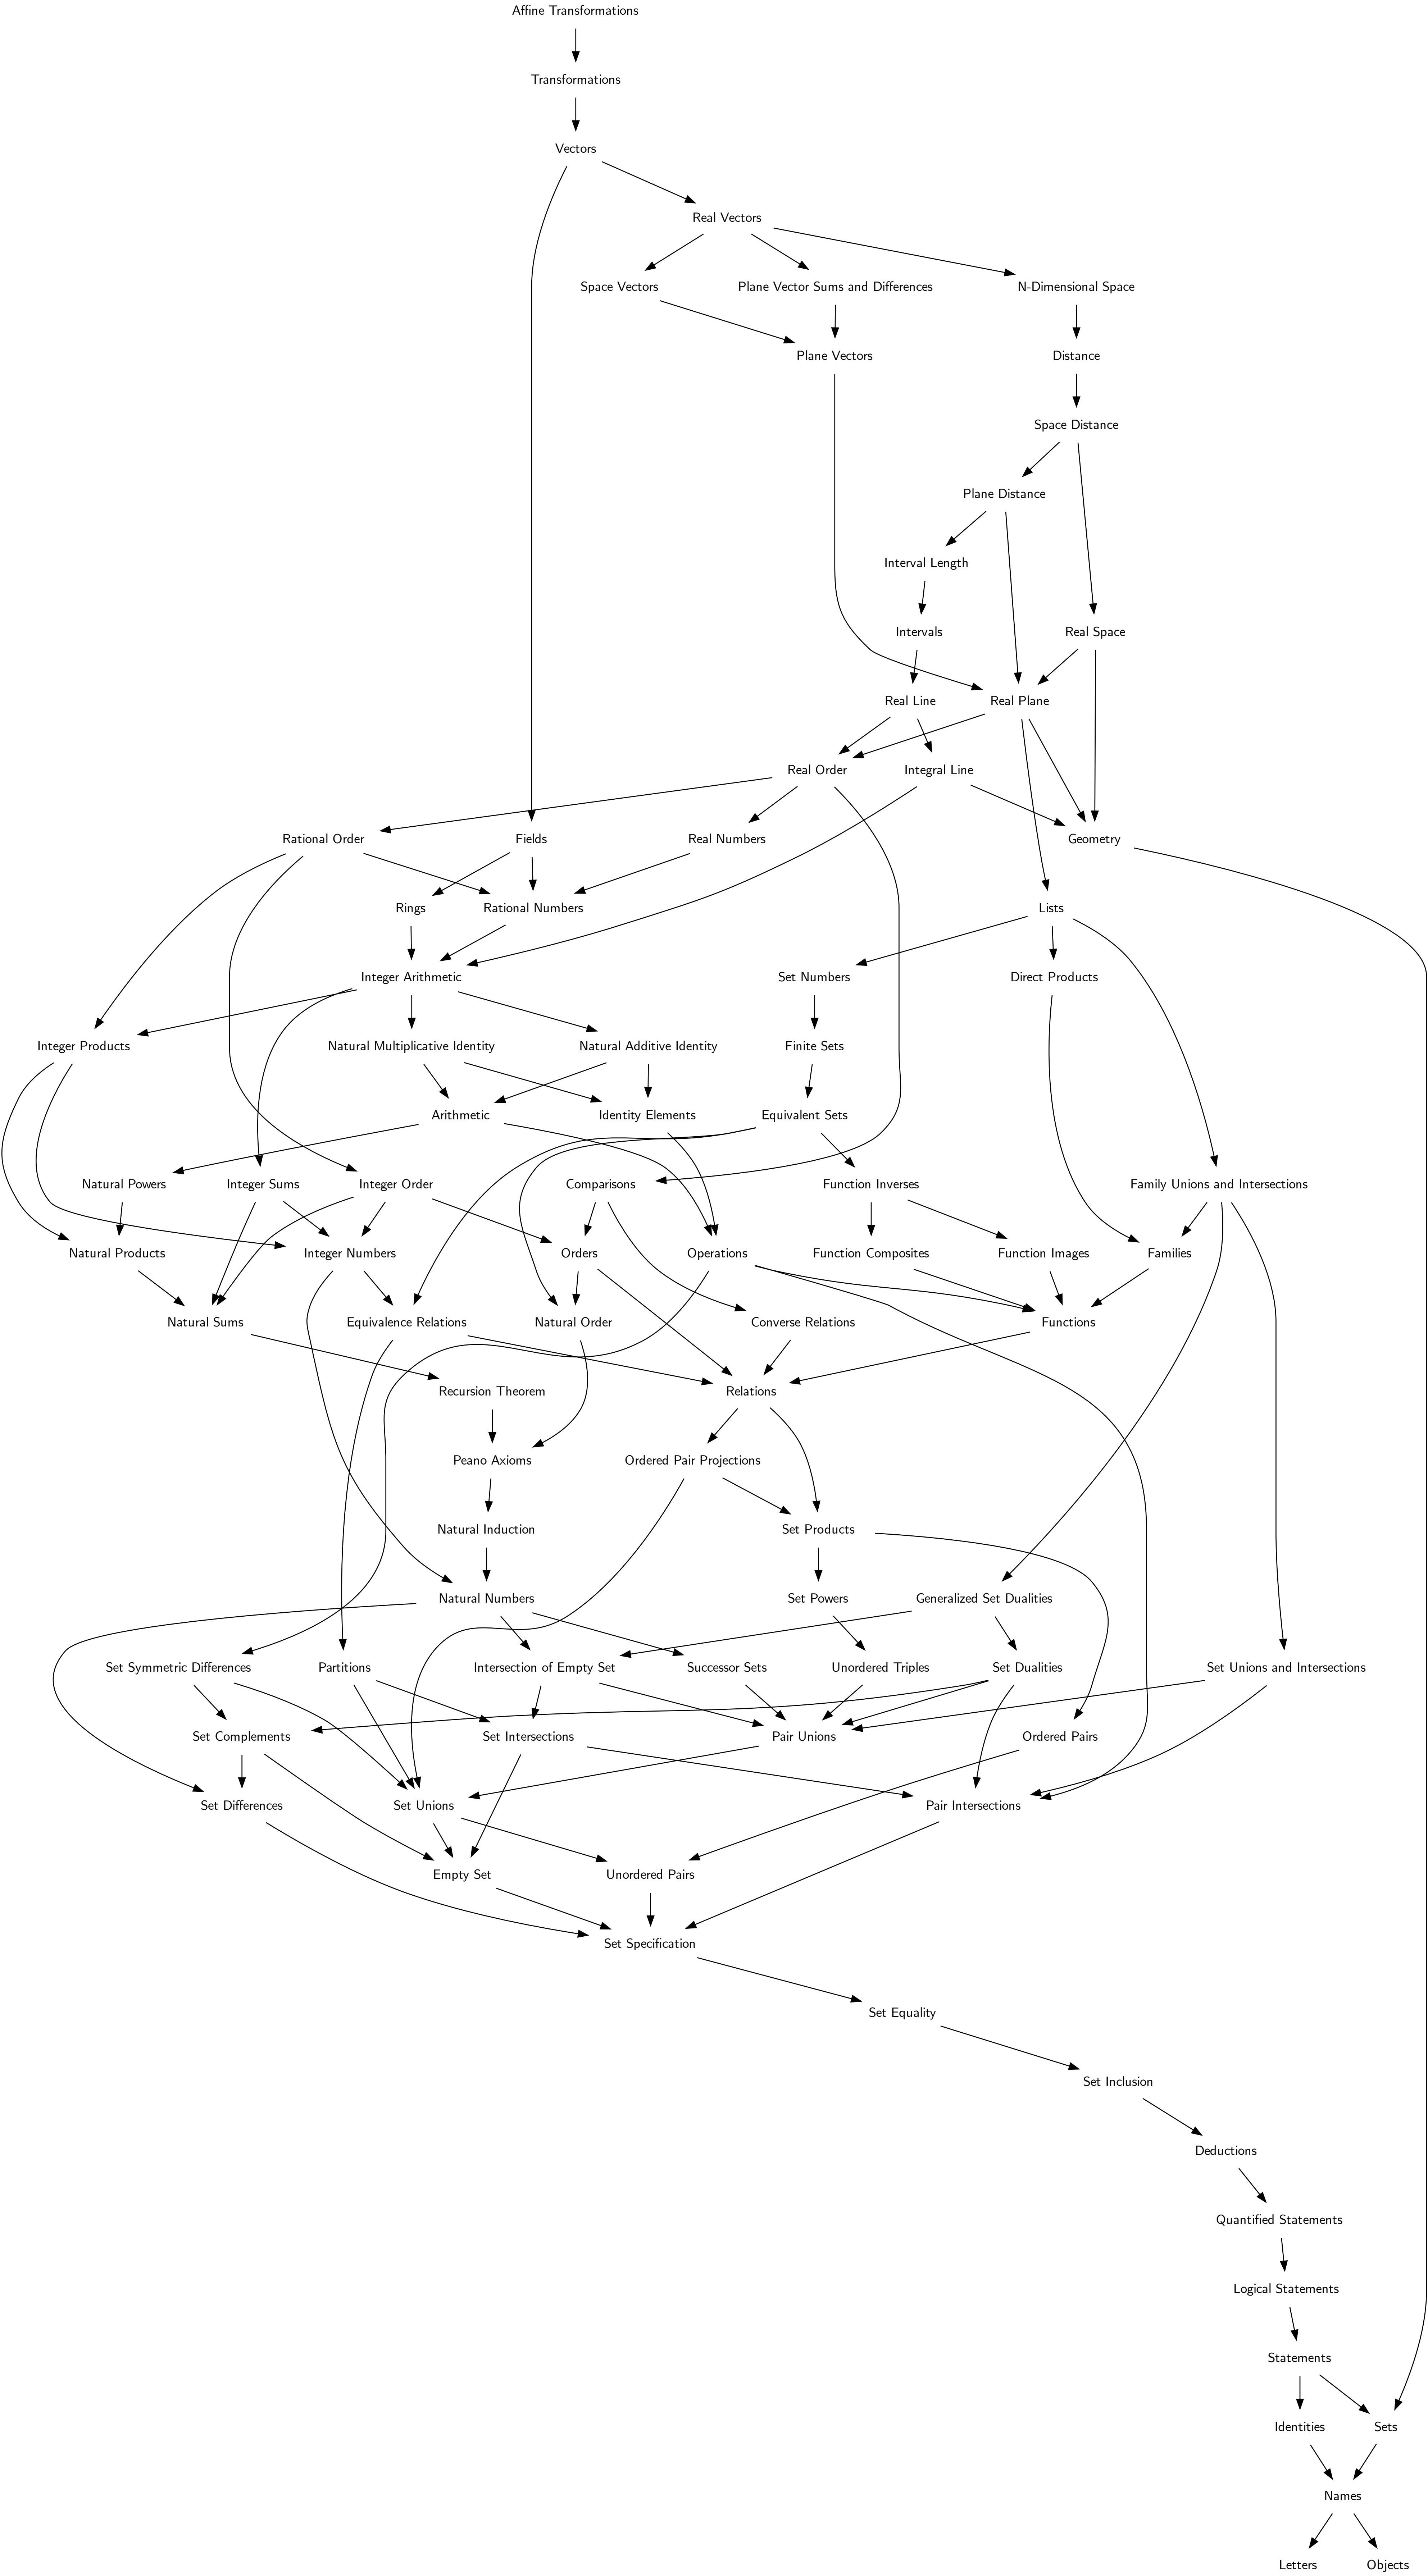 Affine Transformations
Transformations
Vectors
Real Vectors
Space Vectors
Plane Vector Sums and Differences
N-Dimensional Space
Plane Vectors
Distance
Space Distance
Plane Distance
Interval Length
Intervals
Real Space
Real Line
Real Plane
Real Order
Integral Line
Rational Order
Fields
Real Numbers
Geometry
Rings
Rational Numbers
Lists
Integer Arithmetic
Set Numbers
Direct Products
Integer Products
Natural Multiplicative Identity
Natural Additive Identity
Finite Sets
Arithmetic
Identity Elements
Equivalent Sets
Natural Powers
Integer Sums
Integer Order
Comparisons
Function Inverses
Family Unions and Intersections
Natural Products
Integer Numbers
Orders
Operations
Function Composites
Function Images
Families
Natural Sums
Equivalence Relations
Natural Order
Converse Relations
Functions
Recursion Theorem
Relations
Peano Axioms
Ordered Pair Projections
Natural Induction
Set Products
Natural Numbers
Set Powers
Generalized Set Dualities
Set Symmetric Differences
Partitions
Intersection of Empty Set
Successor Sets
Unordered Triples
Set Dualities
Set Unions and Intersections
Set Complements
Set Intersections
Pair Unions
Ordered Pairs
Set Differences
Set Unions
Pair Intersections
Empty Set
Unordered Pairs
Set Specification
Set Equality
Set Inclusion
Deductions
Quantified Statements
Logical Statements
Statements
Identities
Sets
Names
Letters
Objects